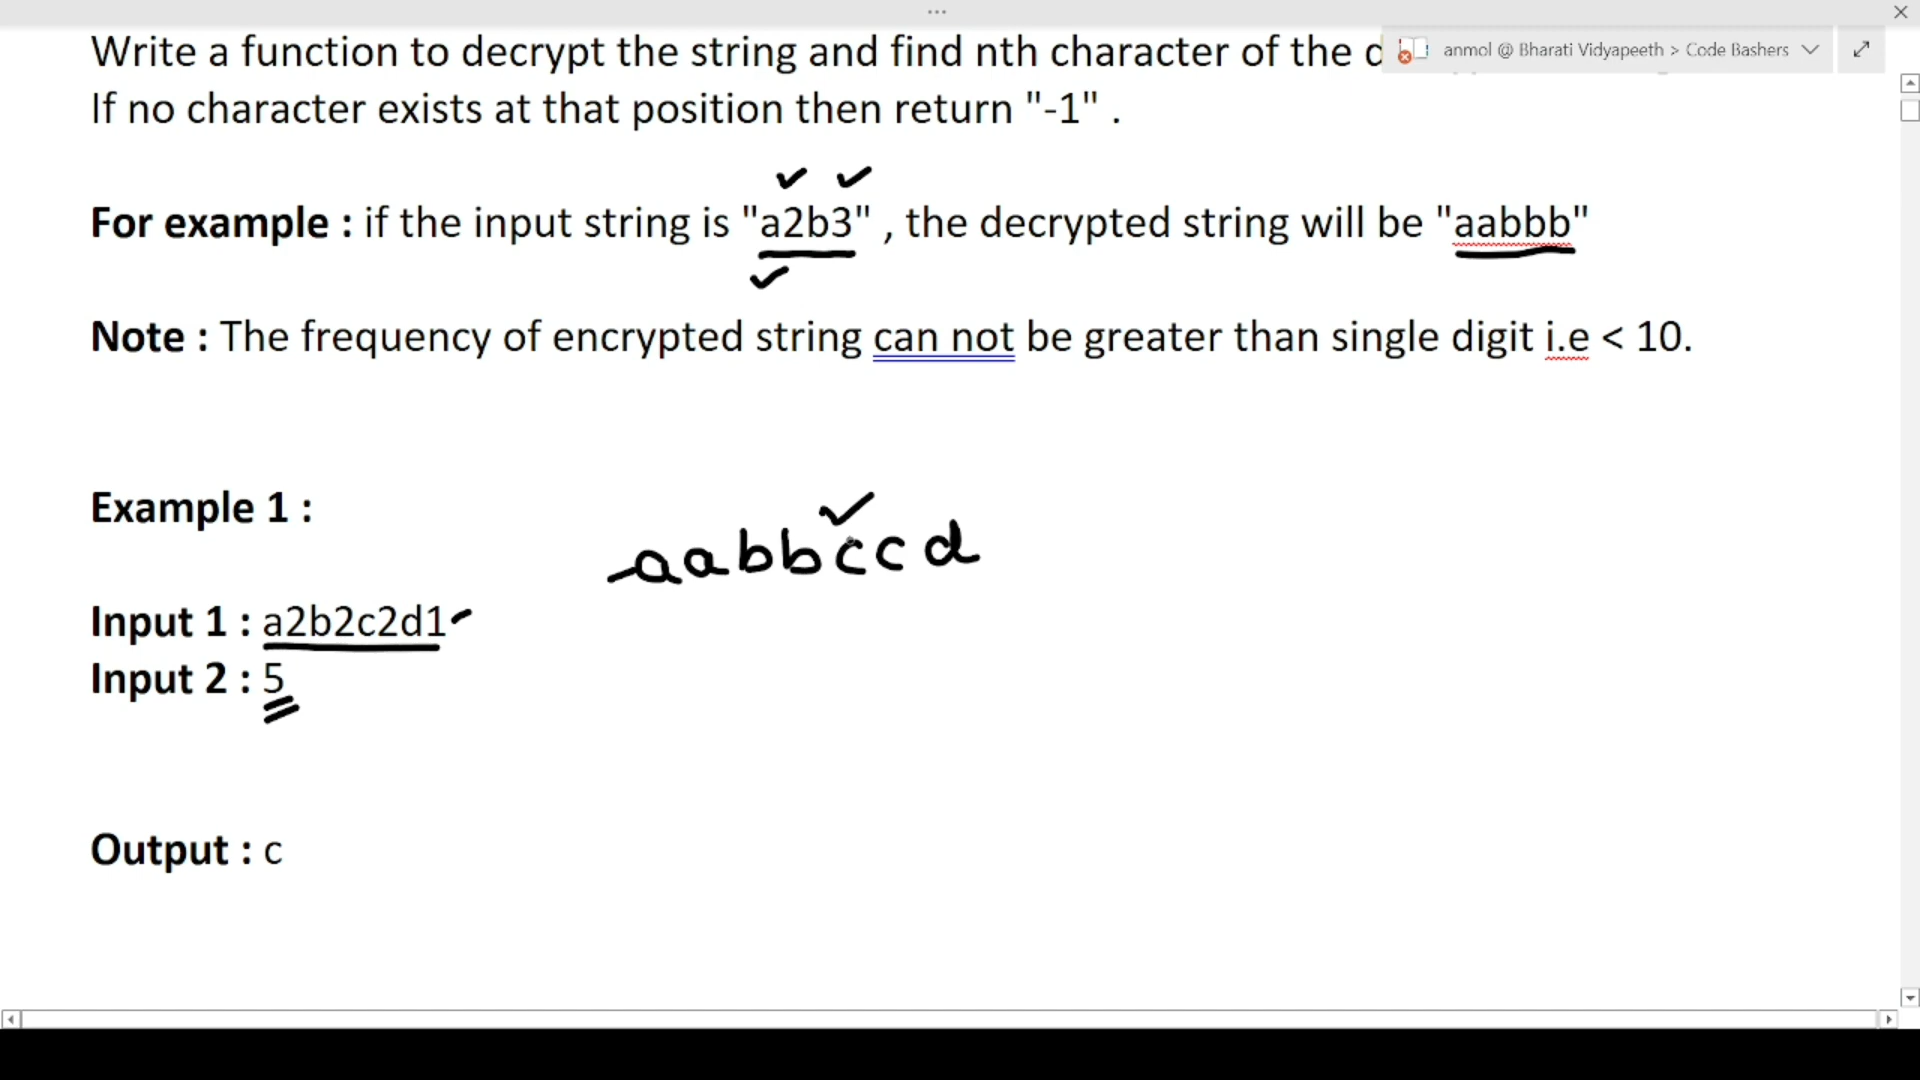 Write a function to decrypt the string and find nth character of the
anmol @ Bharati Vidyapeeth > Code Bashers
If no character exists at that position then return "-1" .
For example : if the input string is "a2b3" , the decrypted string will be "aabbb"
Note : The frequency of encrypted string can not be greater than single digit i.e < 10.
Example 1 :
aabbccd
Input 1 : a2b2c2d1
Input 2 : 5
Output : c